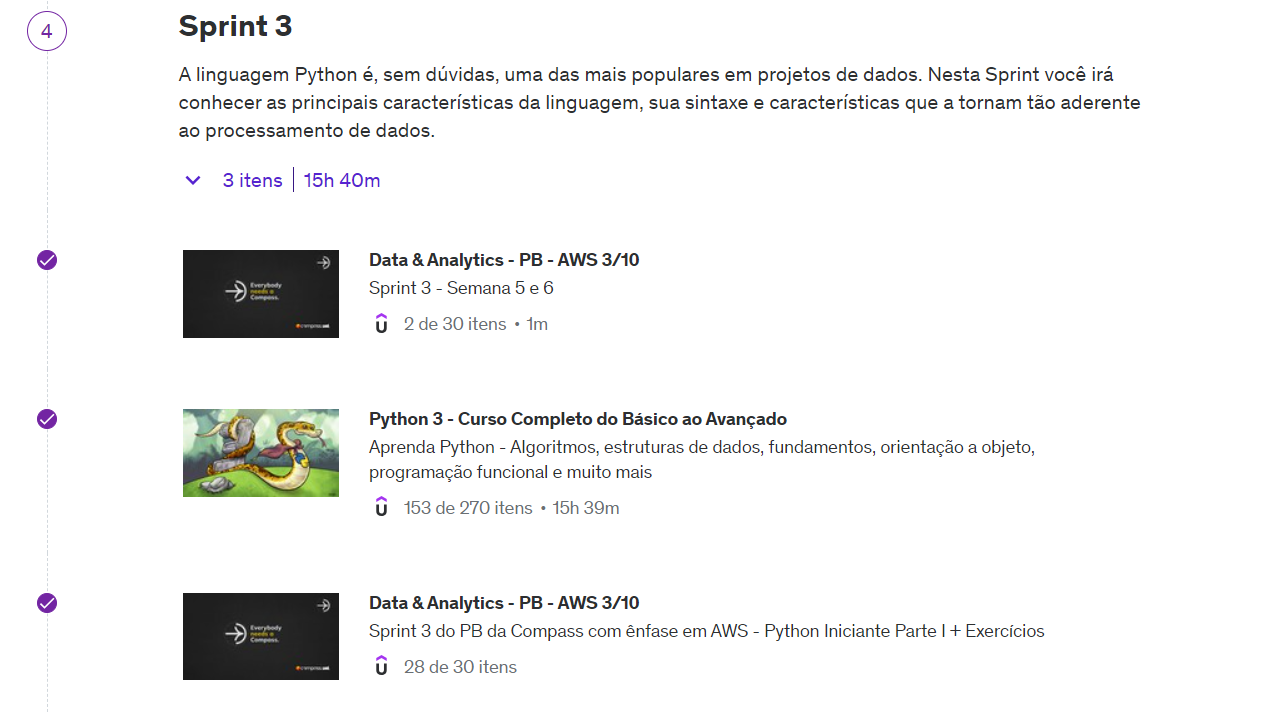 4
Sprint 3
A linguagem Python é, sem dúvidas, uma das mais populares em projetos de dados. Nesta Sprint você irá
conhecer as principais características da linguagem, sua sintaxe e características que a tornam tão aderente
ao processamento de dados.
3 itens | 15h 40m
Everybody
needs a
Compass.
Data & Analytics - PB - AWS 3/10
Sprint 3 - Semana 5 e 6
2 de 30 itens • 1m
Python 3 - Curso Completo do Básico ao Avançado
Aprenda Python - Algoritmos, estruturas de dados, fundamentos, orientação a objeto,
programação funcional e muito mais
153 de 270 itens • 15h 39m
Everybody
needs a
Compass.
Data & Analytics - PB - AWS 3/10
Sprint 3 do PB da Compass com ênfase em AWS - Python Iniciante Parte I + Exercícios
28 de 30 itens